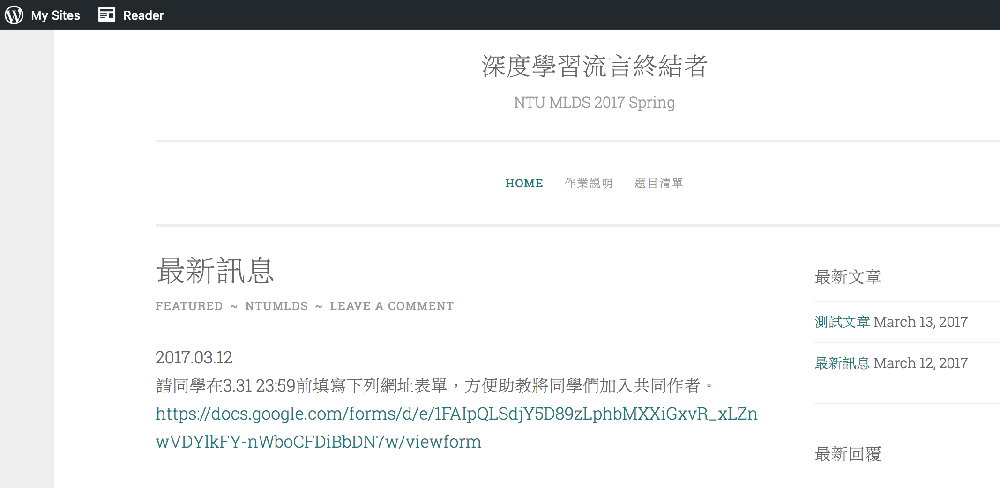 My Sites Reader
深度學習流言終結者
NTU MLDS 2017 Spring
HOME 作業説明 題目清單
最新訊息
FEATURED ~ NTUMLDS ~ LEAVE A COMMENT
2017.03.12
請同學在3.31 23:59前填寫下列網址表單，方便助教將同學們加入共同作者。
https://docs.google.com/forms/d/e/1FAIpQLSdjY5D89zLphbMXXiGxvR_xLZn
wVDYlkFY-nWboCFDiBbDN7w/viewform
最新文章
測試文章 March 13, 2017
最新訊息 March 12, 2017
最新回覆